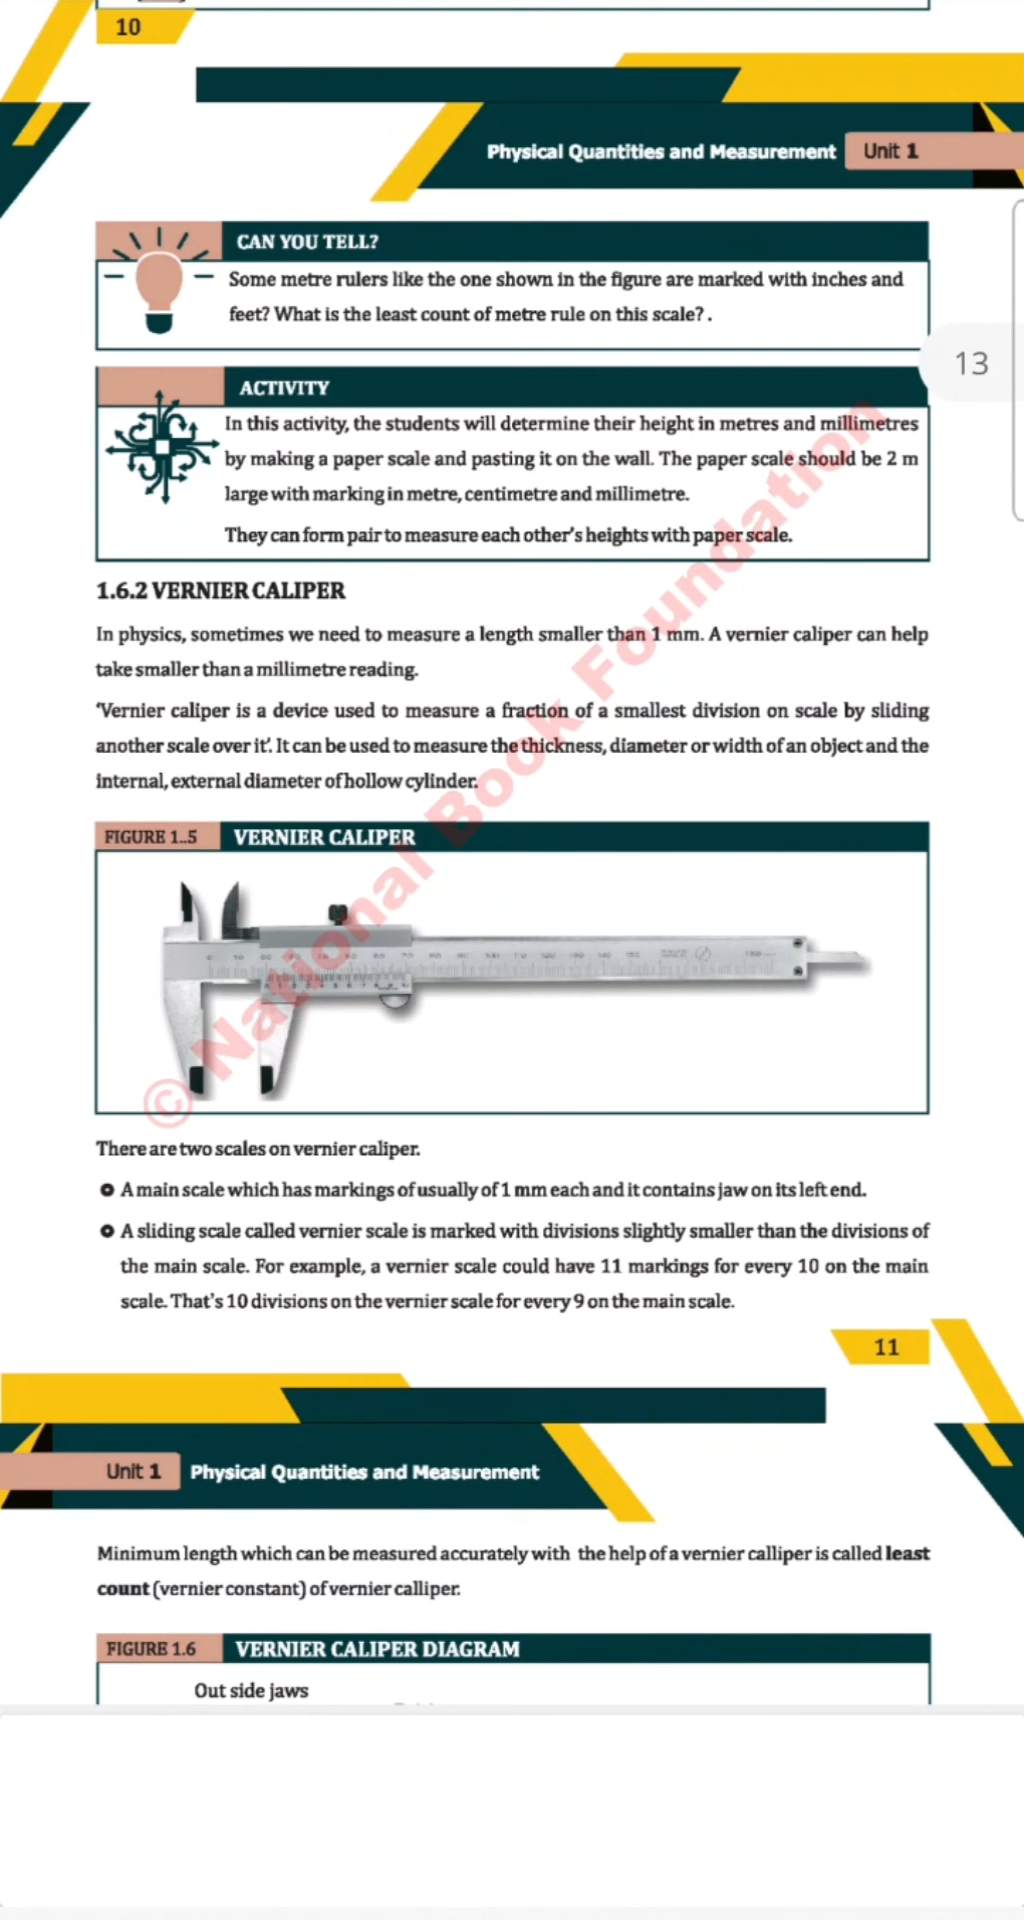 10
Physical Quantities and Measurement Unit 1
CAN YOU TELL?
Some metre rulers like the one shown in the figure are marked with inches and
feet? What is the least count of metre rule on this scale? .
13
ACTIVITY
In this activity, the students will determine their height in metres and millimetres
by making a paper scale and pasting it on the wall. The paper scale should be 2 m
large with marking in metre, centimetre and millimetre.
They can form pair to measure each other's heights with paper scale.
1.6.2 VERNIER CALIPER
In physics, sometimes we need to measure a length smaller than 1 mm. A vernier caliper can help
take smaller than a millimetre reading.
'Vernier caliper is a device used to measure a fraction of a smallest division on scale by sliding
another scale over it'. It can be used to measure the thickness, diameter or width of an object and the
internal, external diameter of hollow cylinder.
© National Book Foundation
FIGURE 1..5 VERNIER CALIPER
There are two scales on vernier caliper.
A main scale which has markings of usually of 1 mm each and it contains jaw on its left end.
A sliding scale called vernier scale is marked with divisions slightly smaller than the divisions of
the main scale. For example, a vernier scale could have 11 markings for every 10 on the main
scale. That's 10 divisions on the vernier scale for every 9 on the main scale.
11
Unit 1 Physical Quantities and Measurement
Minimum length which can be measured accurately with the help of a vernier calliper is called least
count (vernier constant) of vernier calliper.
FIGURE 1.6 VERNIER CALIPER DIAGRAM
Out side jaws